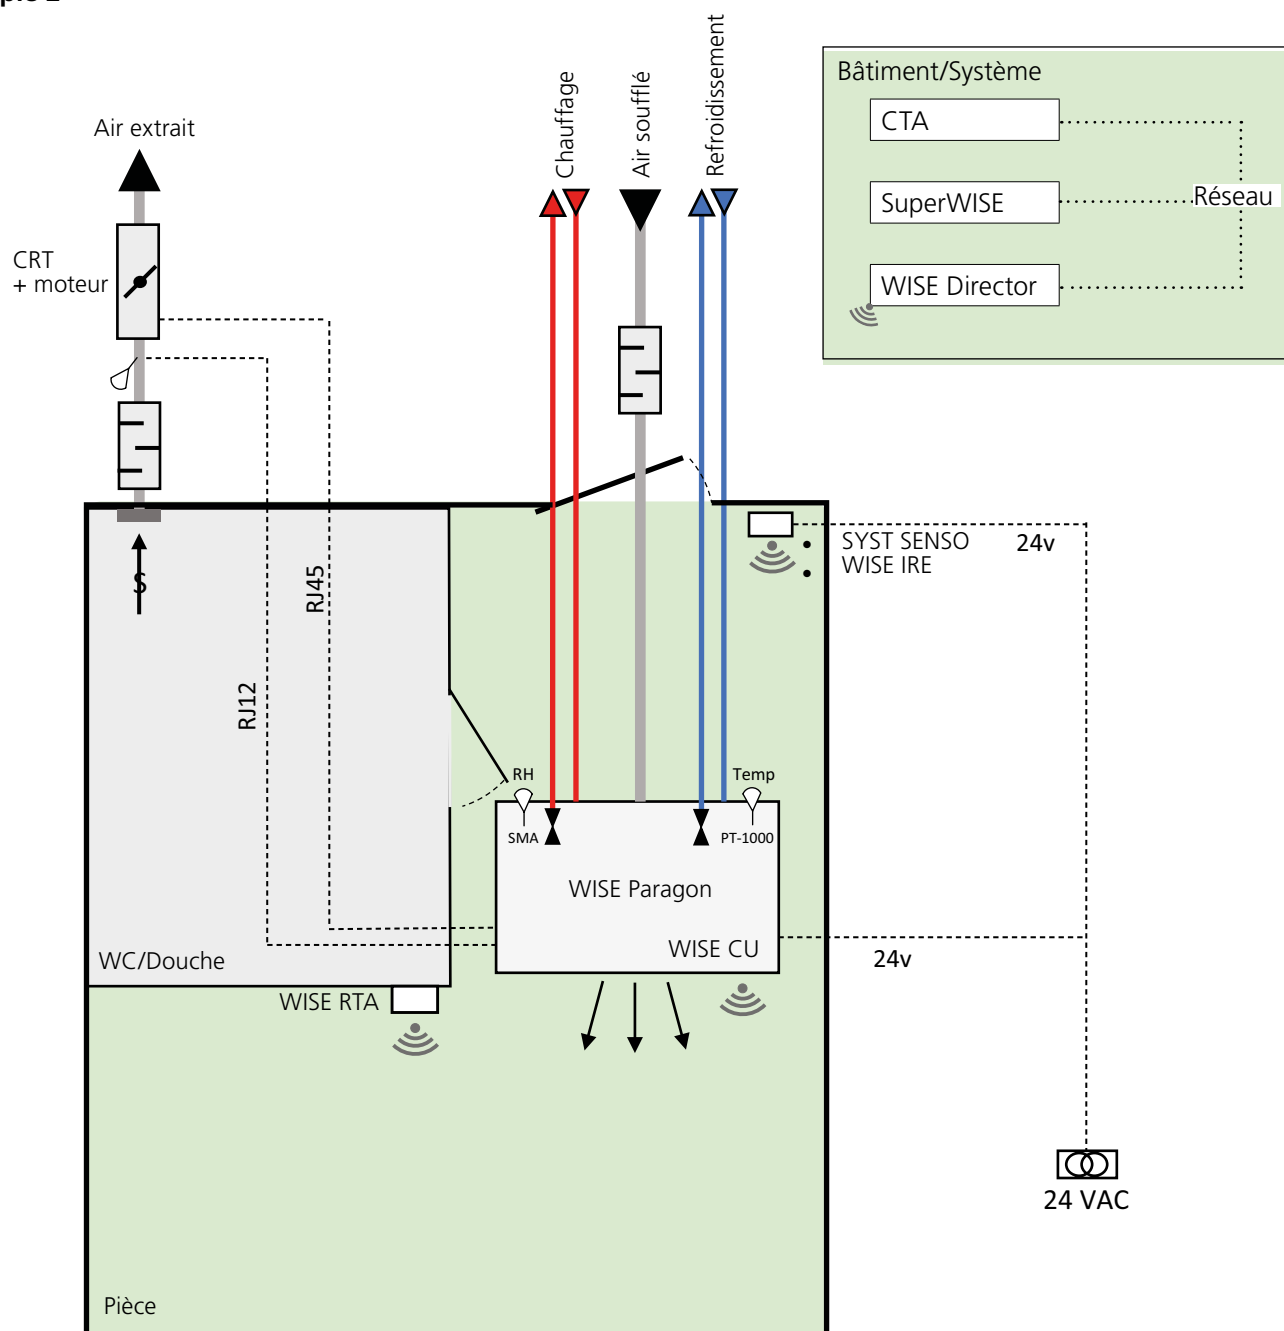 Air extrait
CRT
+ moteur
Chauffage
Air soufflé
Refroidissement
Bâtiment/Système
CTA
SuperWISE
Réseau
WISE Director
SYST SENSO
WISE IRE
24v
S
RJ45
RJ12
RH
SMA
Temp
PT-1000
WISE Paragon
WISE CU
24v
WC/Douche
WISE RTA
24 VAC
Pièce